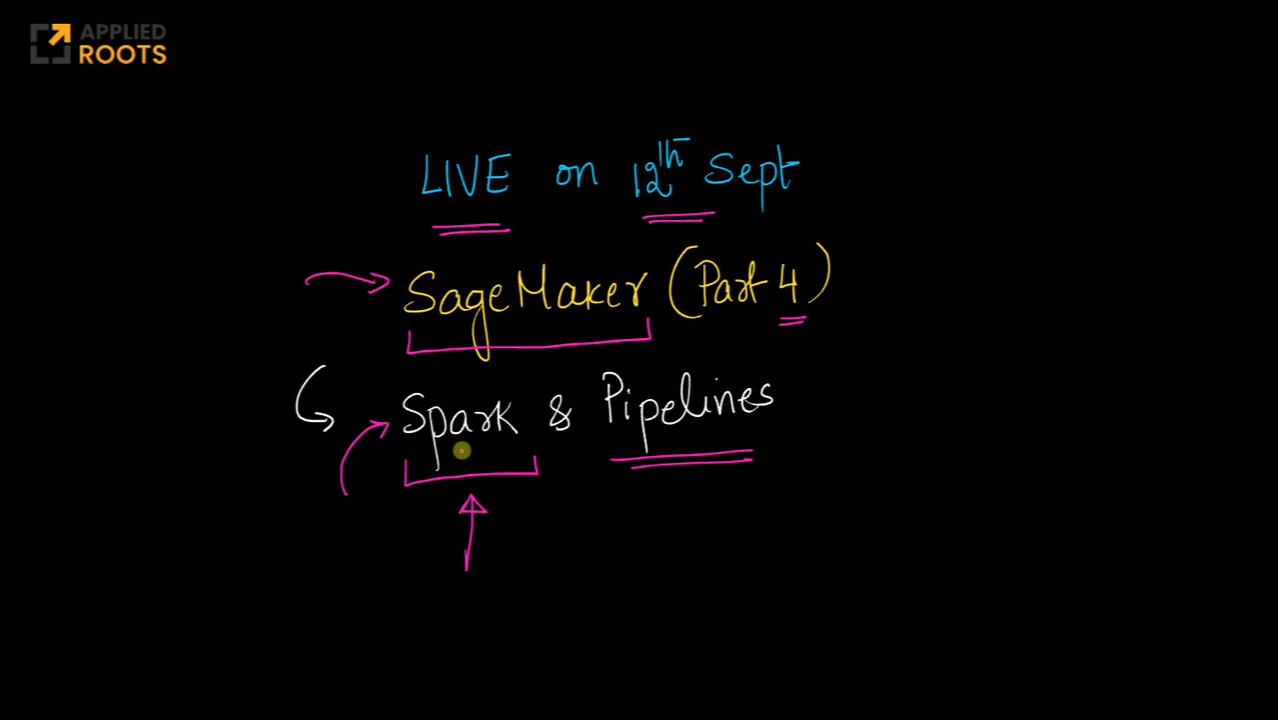 APPLIED
ROOTS
LIVE on 12th Sept
SageMaker (Part 4)
Spark & Pipelines